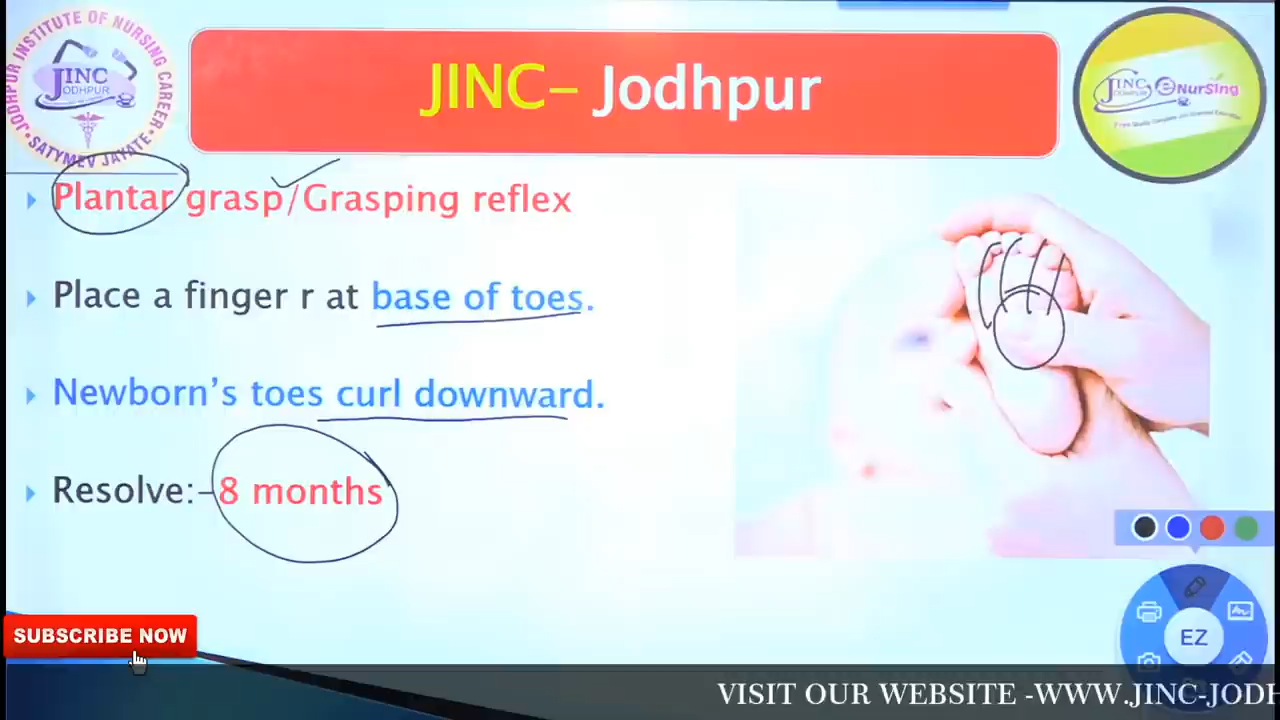 JODHPUR INSTITUTE OF NURSING CAREER
JINC
JODHPUR
SATYMEV JAYATE
JINC- Jodhpur
JINC
JODHPUR
eNursing
Plantar grasp/Grasping reflex
Place a finger r at base of toes.
Newborn's toes curl downward.
Resolve:-8 months
EZ
SUBSCRIBE NOW
VISIT OUR WEBSITE -WWW.JINC-JODH